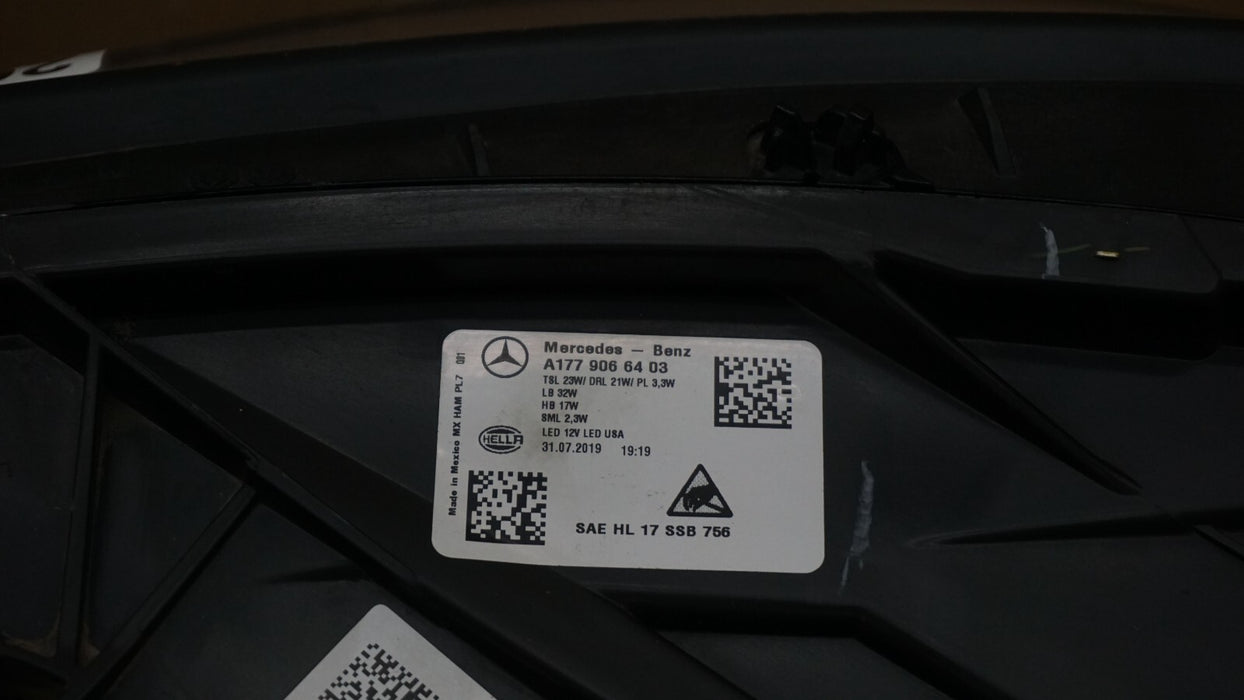 Mercedes - Benz
A177 906 64 03
TSL 23W/ DRL 21W/ PL 3,3W
LB 32W
HB 17W
SML 2,3W
LED 12V LED USA
31.07.2019 19:19
HELLA
SAE HL 17 SSB 756
Made in Mexico MX HAM PL7 001